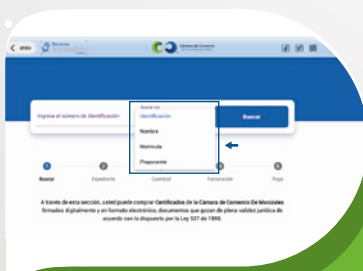 ATRÁS
Servicios
Virtuales
Cámara de Comercio
Buscar por
Ingrese el número de identificación
Identificación
Buscar
Nombre
Matrícula
Proponente
Buscar
Expediente
Cantidad
Facturación
Pago
A través de esta sección, usted puede comprar Certificados de la Cámara de Comercio De Manizales
firmados digitalmente y en formato electrónico, documentos que gozan de plena validez jurídica de
acuerdo con lo dispuesto por la Ley 527 de 1999.